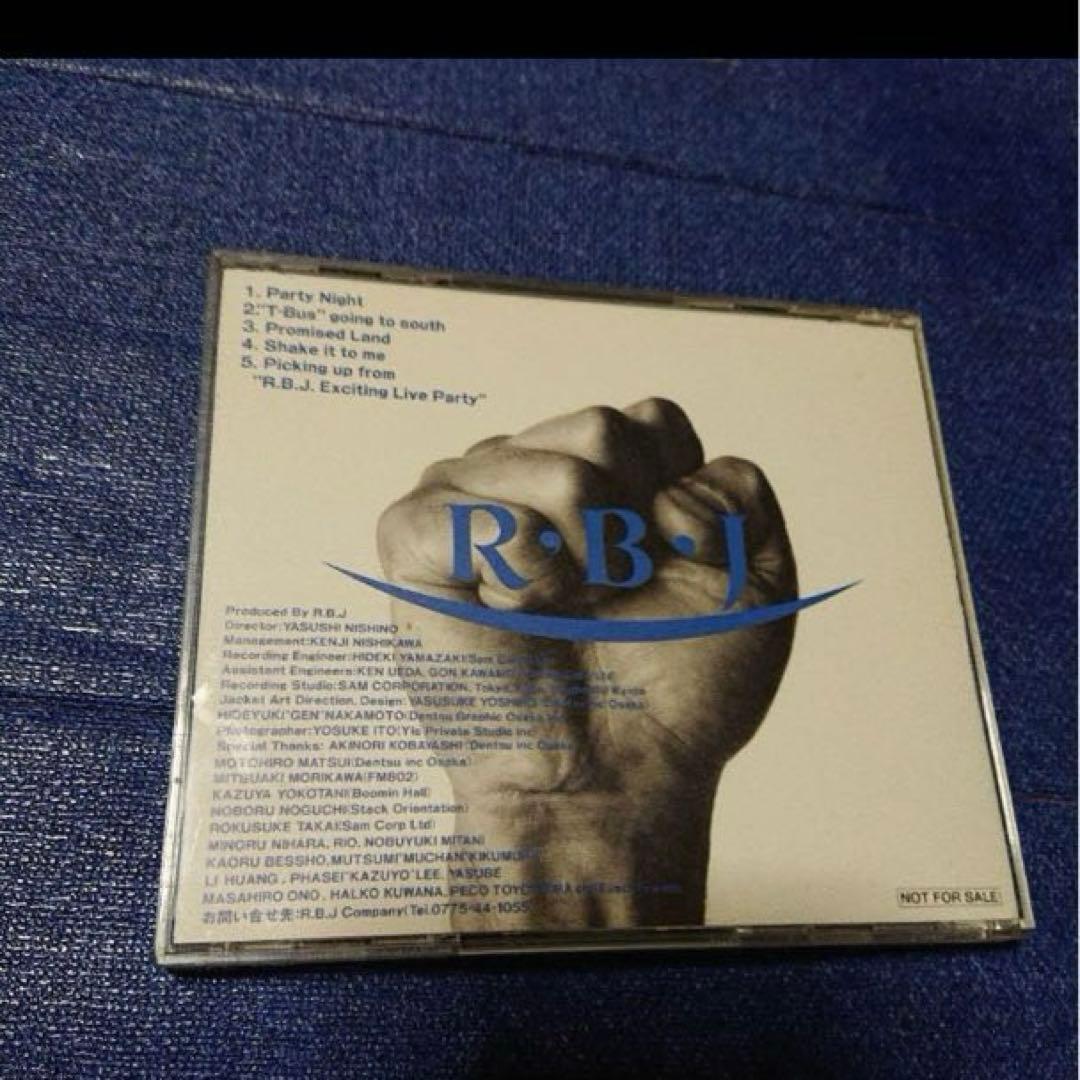 1. Party Night
2."T-Bus" going to south
3. Promised Land
4. Shake it to me
5. Picking up from
"R.B.J. Exciting Live Party"
R・B・J
Produced By R.B.J
Director:YASUSHI NISHINO
Management:KENJI NISHIKAWA
Recording Engineer:HIDEKI YAMAZAKI(Sam
Assistant Engineers:KEN UEDA, GON
Recording Studio:SAM CORPORATION, Tokyo
Jacket Art Direction, Design:YASUSUKE
HIDEYUKI"GEN"NAKAMOTO(Dentsu Graphic Osaka
Photographer:YOSUKE ITO(Y's Private Studio inc
Special Thanks: AKINORI KOBAYASHI(Dentsu inc Osaka
MOTOHIRO MATSUI(Dentsu inc Osaka)
MITSUAKI MORIKAWA(FM802)
KAZUYA YOKOTANI(Boomin Hall)
NOBORU NOGUCHI(Stack Orientation)
ROKUSUKE TAKAI(Sam Corp Ltd)
MINORU NIHARA, RIO, NOBUYUKI MITANI
KAORU BESSHO,MUTSUMI"MUCHAN"
LI HUANG, PHASEI"KAZUYO"LEE, YASUBE
MASAHIRO ONO, HALKO KUWANA, PECO
お問い合せ先:R.B.J Company(Tel.0775-44-1055
NOT FOR SALE